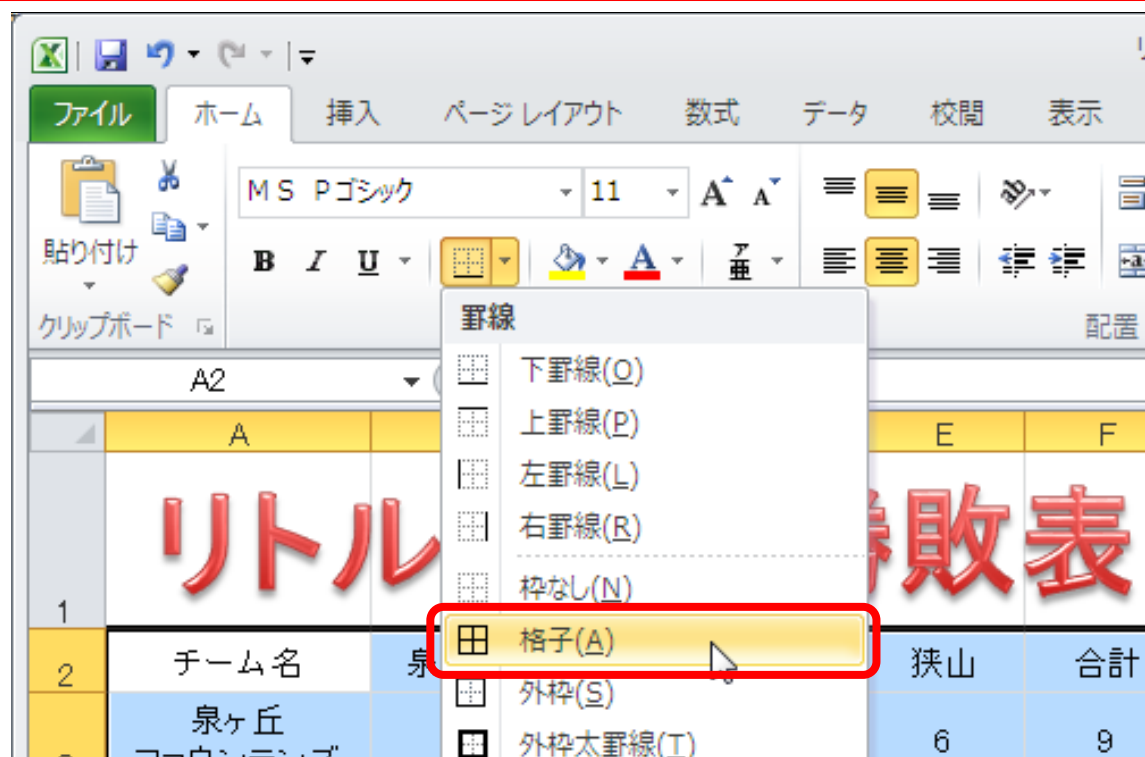 ファイル ホーム 挿入 ページ レイアウト 数式 データ 校閲 表示
ＭＳ Ｐゴシック 11 A A
貼り付け B I U A ア亜
クリップボード 配置
罫線
下罫線(O)
A2
上罫線(P)
A E F
左罫線(L)
リトル 敗表
右罫線(R)
枠なし(N)
1
格子(A)
2 チーム名 泉 狭山 合計
外枠(S)
泉ヶ丘
外枠太罫線(T)
6 9